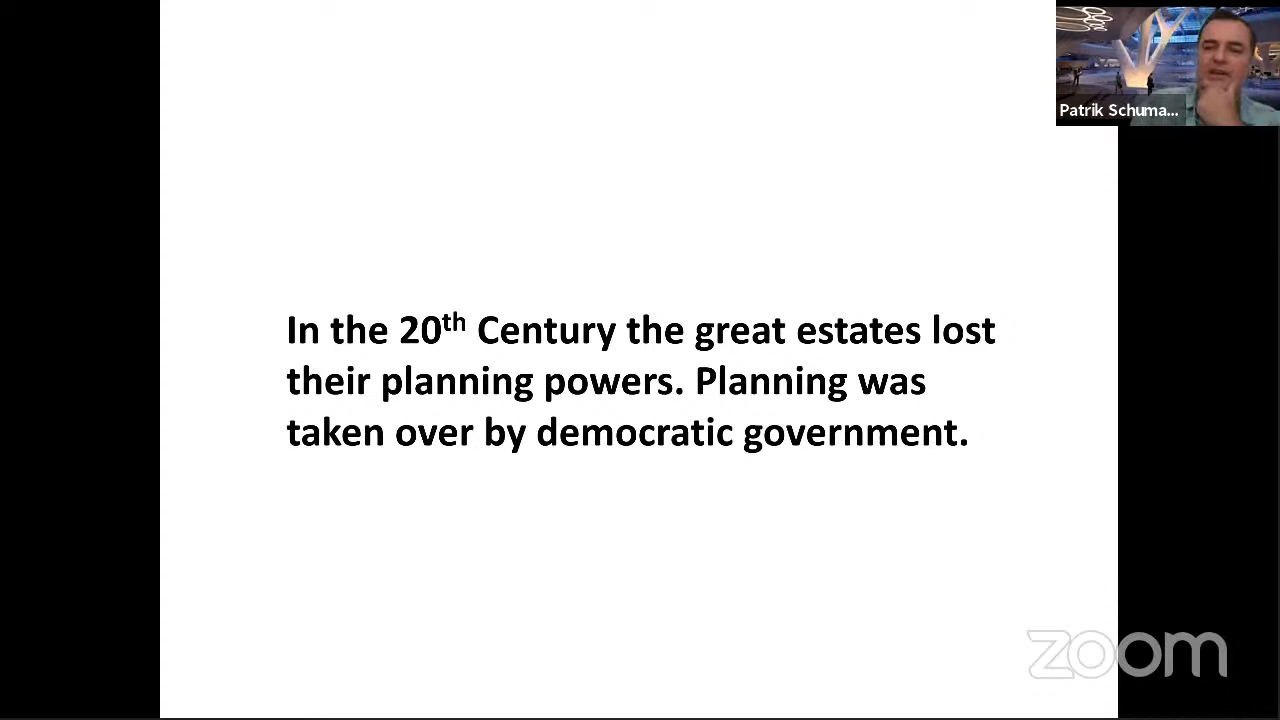 Patrik Schuma...
In the 20th Century the great estates lost
their planning powers. Planning was
taken over by democratic government.
zoom